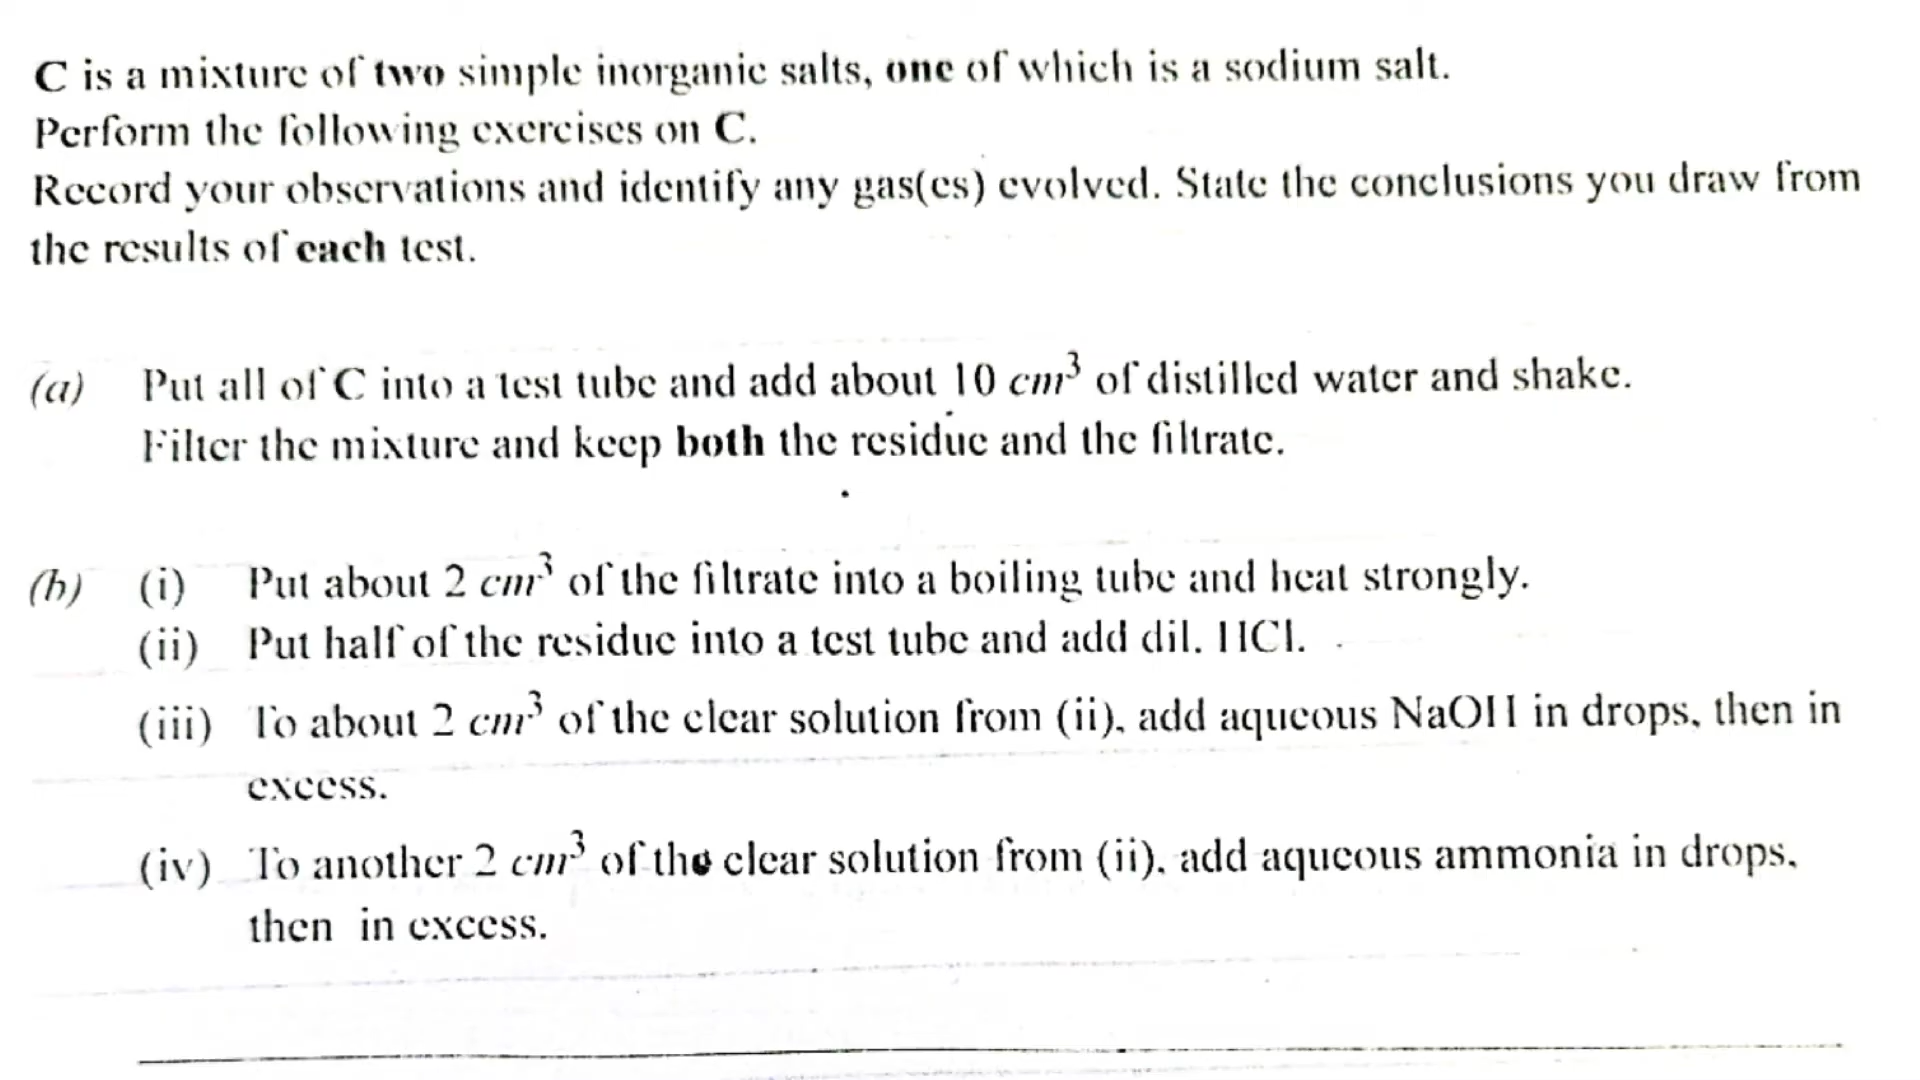 C is a mixture of two simple inorganic salts, one of which is a sodium salt.
Perform the following exercises on C.
Record your observations and identify any gas(es) evolved. State the conclusions you draw from
the results of each test.
(a) Put all of C into a test tube and add about 10 cm³ of distilled water and shake.
Filter the mixture and keep both the residue and the filtrate.
(b) (i) Put about 2 cm³ of the filtrate into a boiling tube and heat strongly.
(ii) Put half of the residue into a test tube and add dil. HCl.
(iii) To about 2 cm³ of the clear solution from (ii), add aqueous NaOH in drops, then in
excess.
(iv) To another 2 cm³ of the clear solution from (ii), add aqueous ammonia in drops,
then in excess.